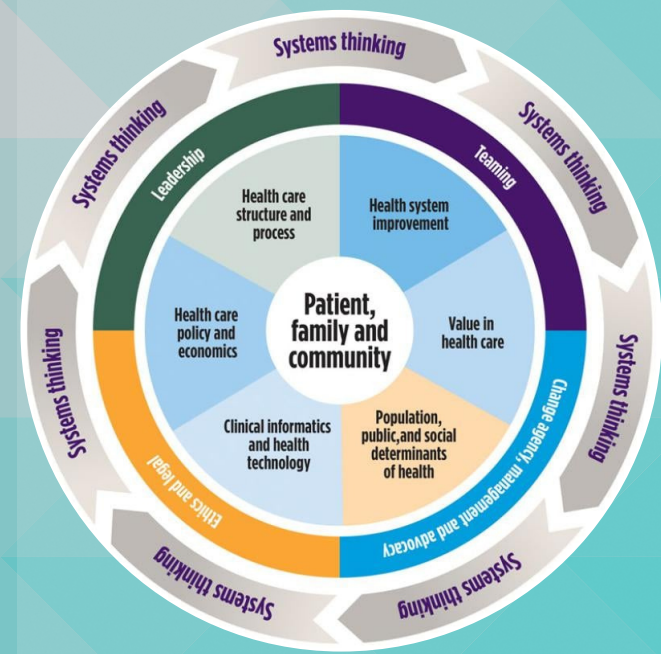 Systems thinking
Systems thinking
Systems thinking
Systems thinking
Systems thinking
Systems thinking
Systems thinking
Leadership
Teaming
Change agency, management and advocacy
Ethics and legal
Health care
structure and
process
Health system
improvement
Health care
policy and
economics
Patient,
family and
community
Value in
health care
Clinical informatics
and health
technology
Population,
public,and social
determinants
of health